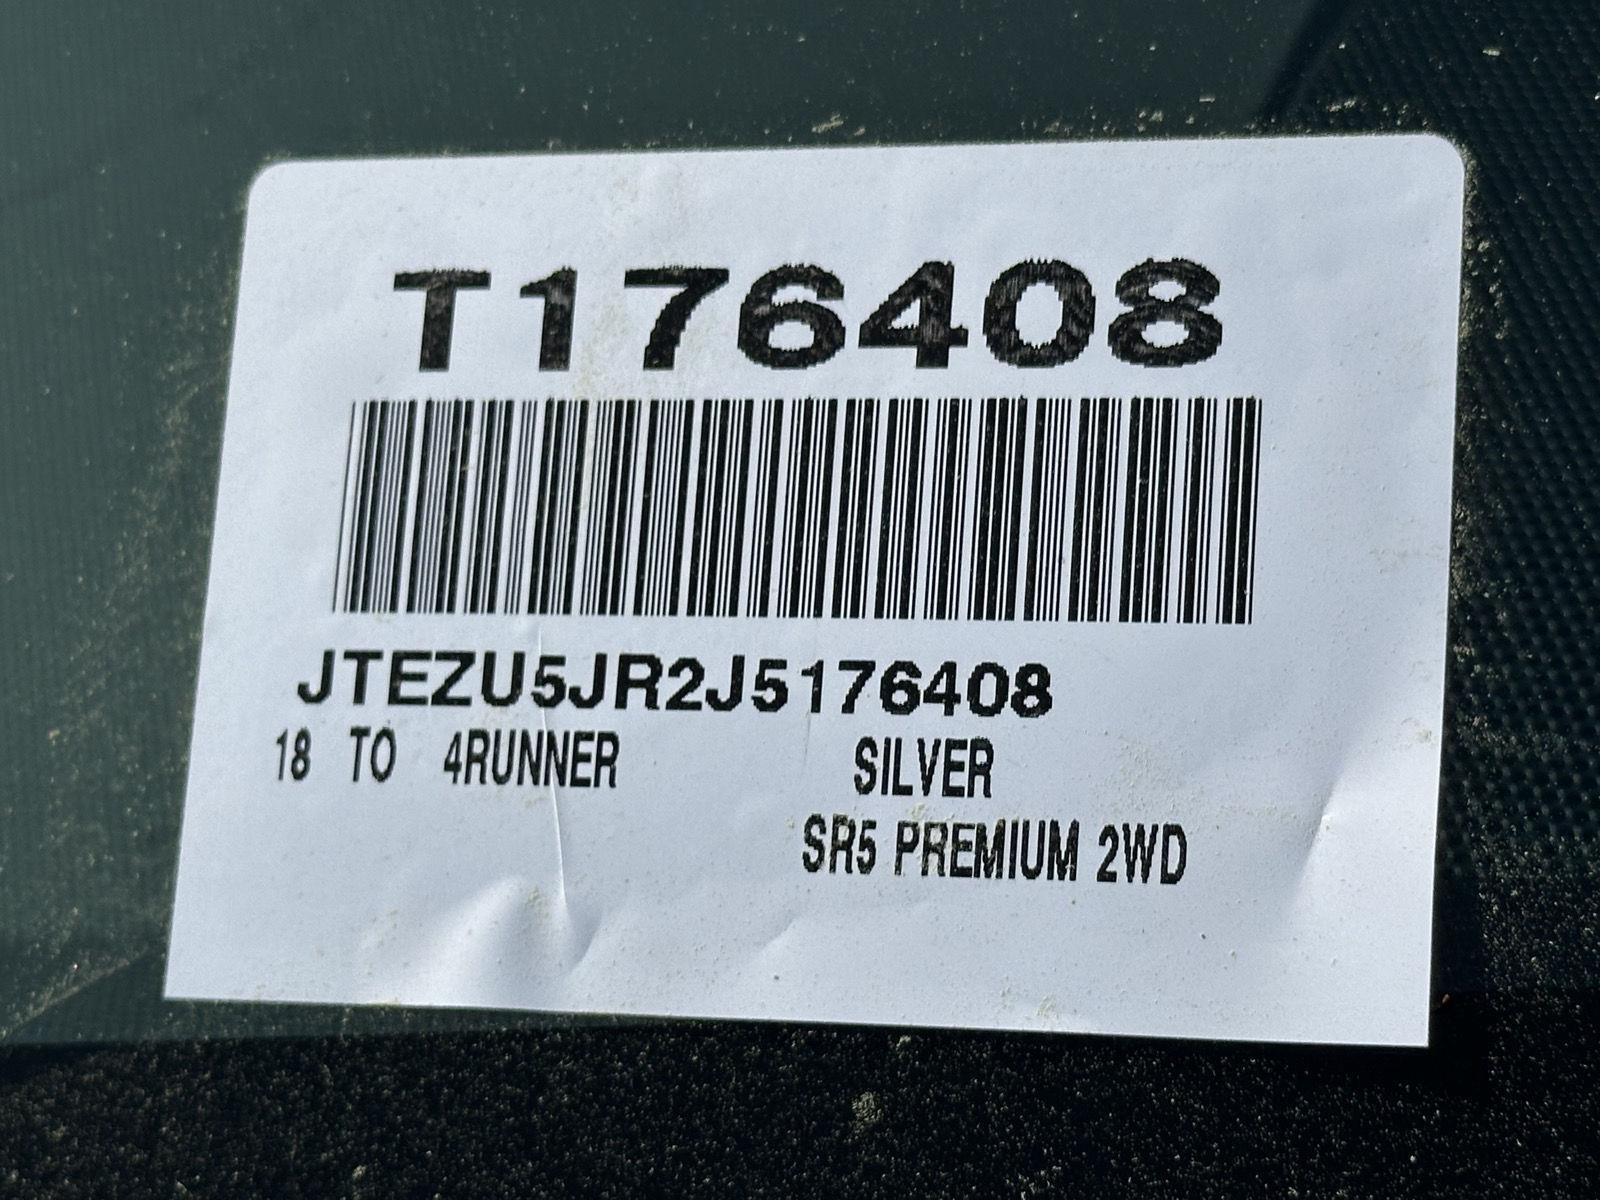 T176408
JTEZU5JR2J5176408
18 TO 4RUNNER SILVER
SR5 PREMIUM 2WD